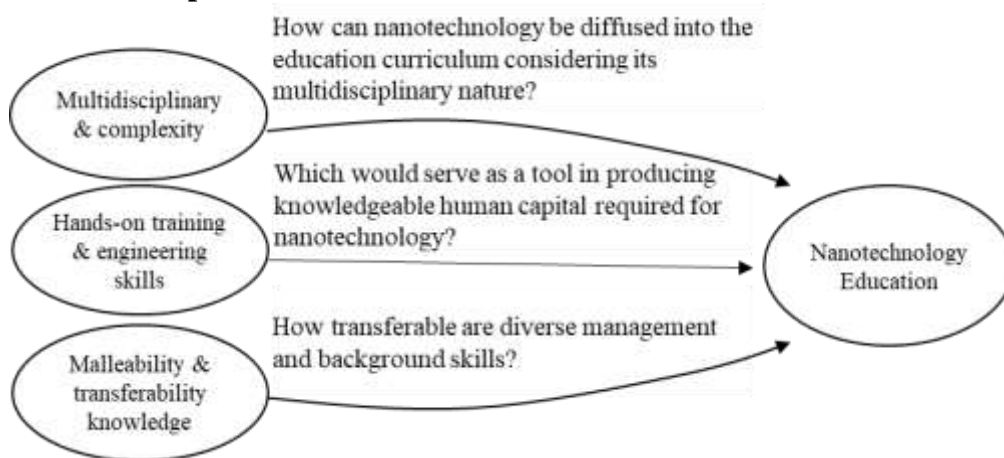 How can nanotechnology be diffused into the
education curriculum considering its
multidisciplinary nature?
Multidisciplinary
& complexity
Which would serve as a tool in producing
knowledgeable human capital required for
nanotechnology?
Hands-on training
& engineering
skills
Nanotechnology
Education
How transferable are diverse management
and background skills?
Malleability &
transferability
knowledge